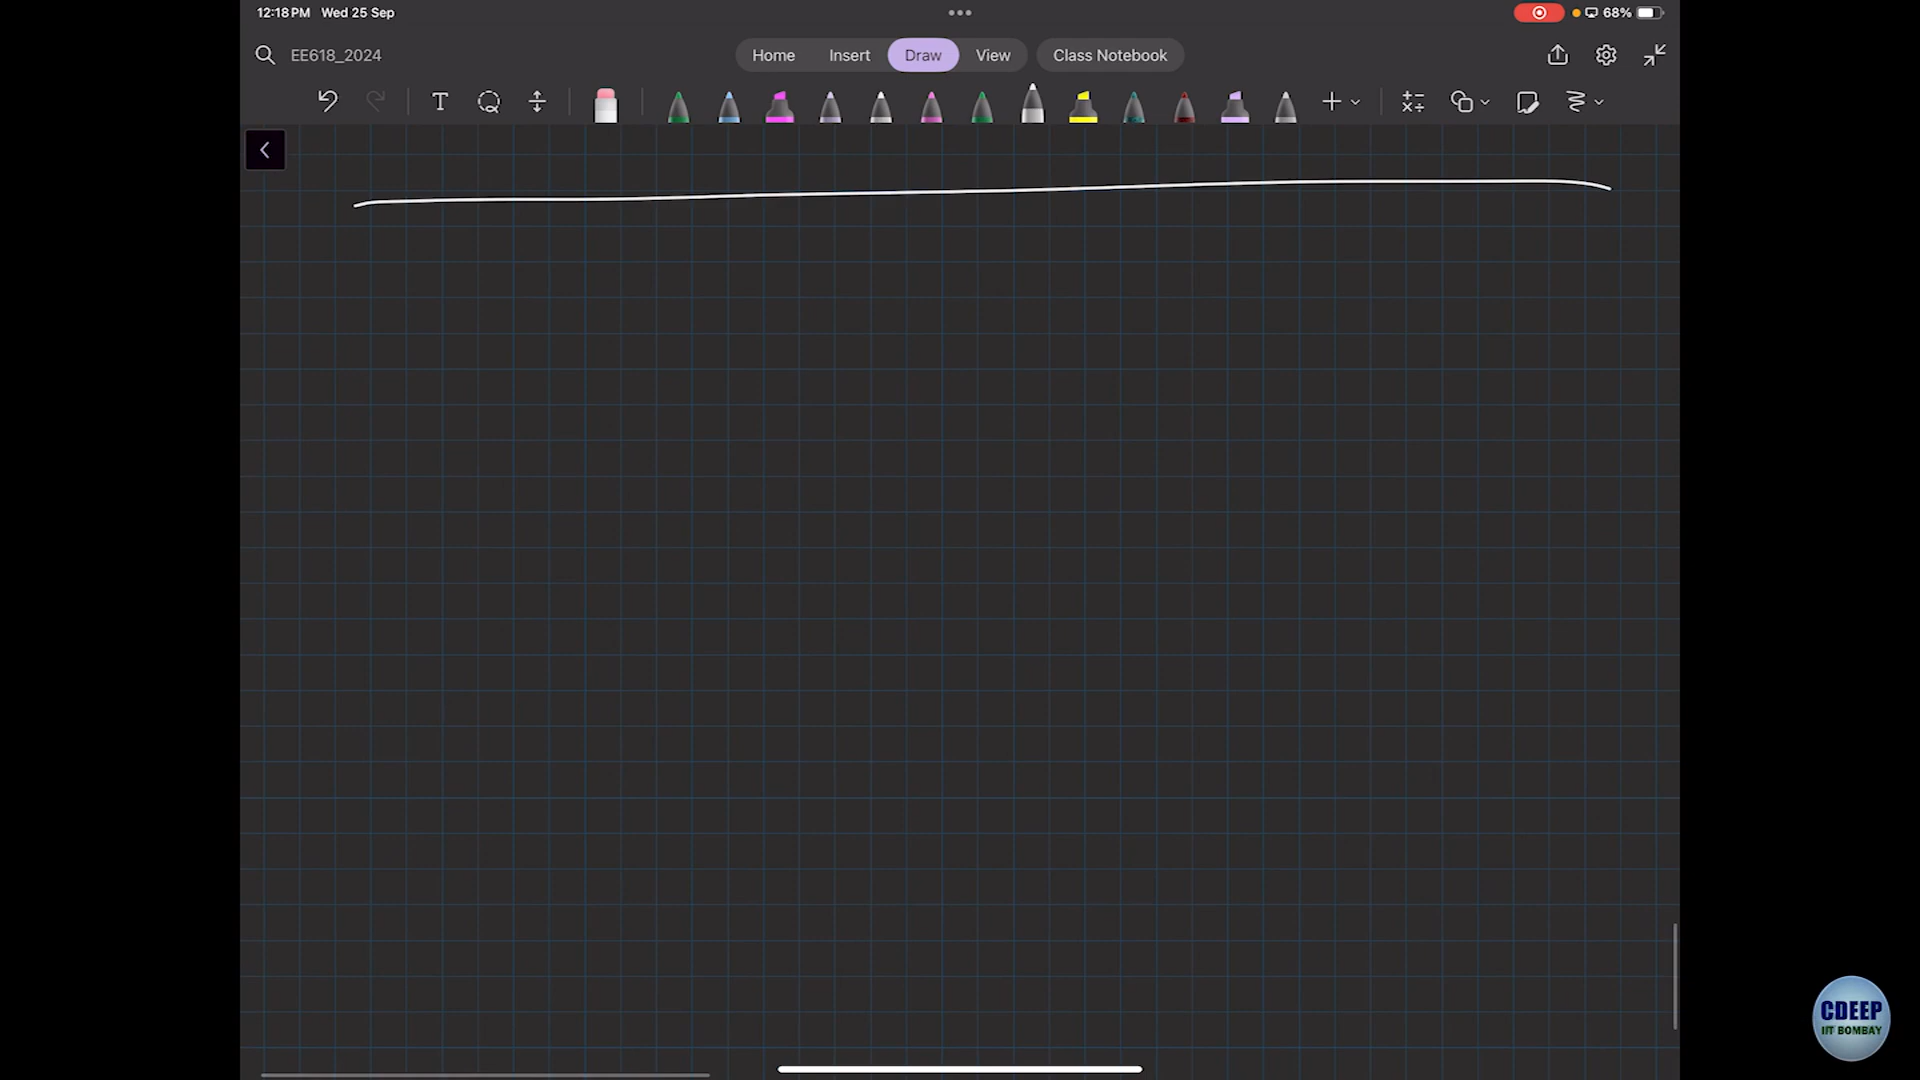 12:18 PM Wed 25 Sep
68%
EE618_2024
Home Insert Draw View Class Notebook
T
CDEEP
IIT BOMBAY